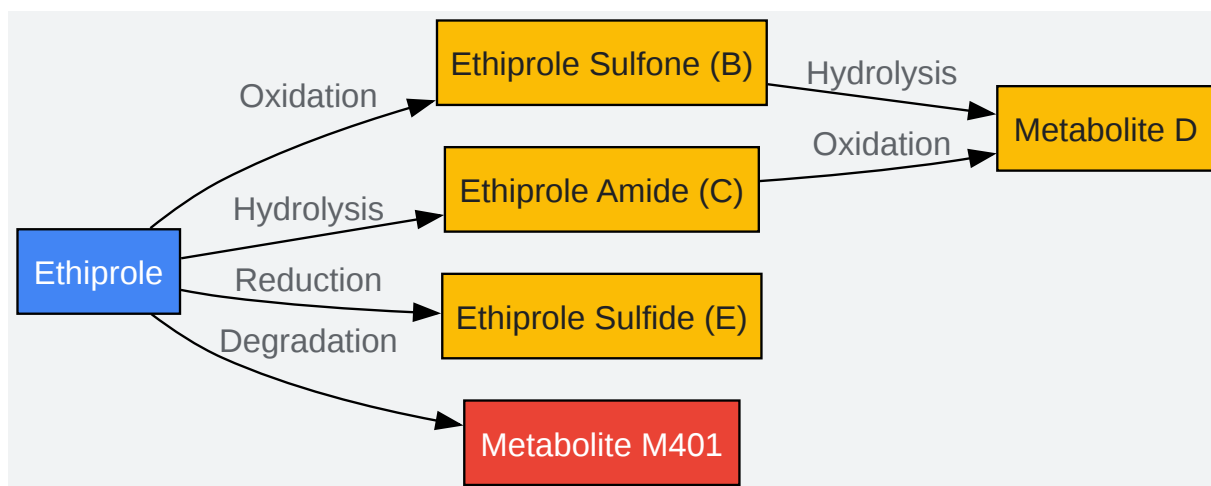 Ethiprole Sulfone (B)
Hydrolysis
Oxidation
Metabolite D
Oxidation
Ethiprole Amide (C)
Hydrolysis
Ethiprole
Reduction
Ethiprole Sulfide (E)
Degradation
Metabolite M401